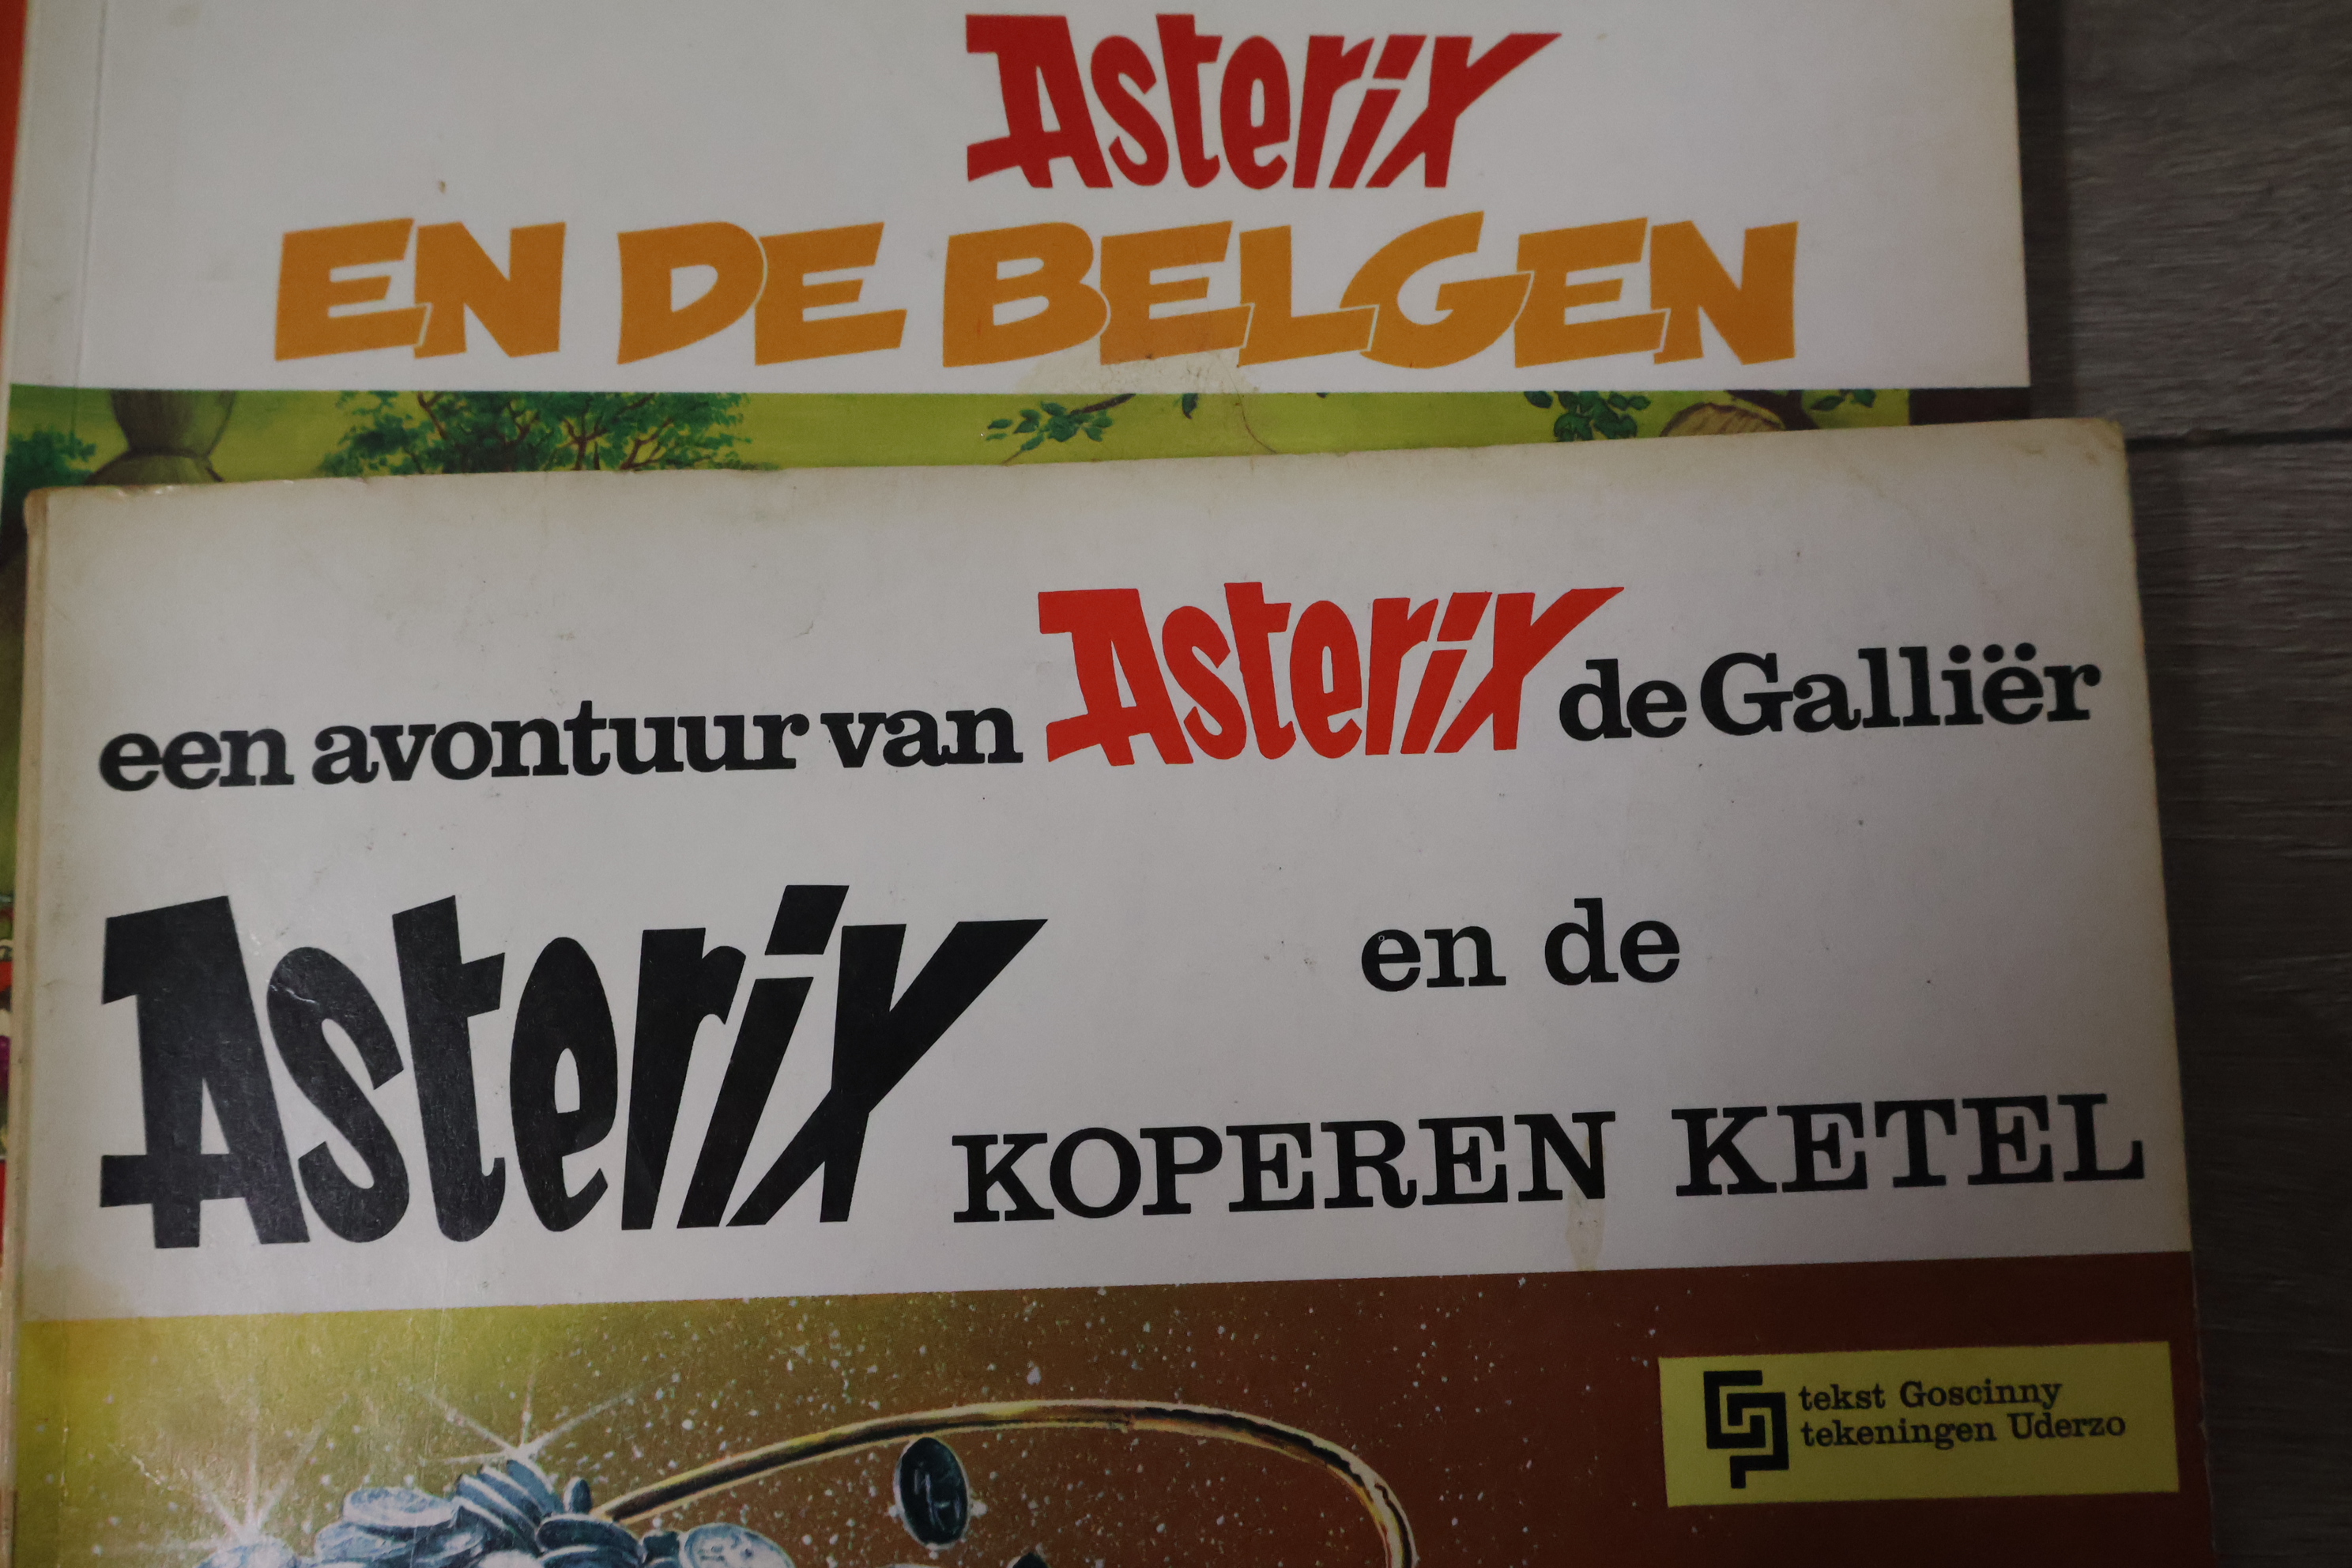 Asterix
EN DE BELGEN
een avontuur van Asterix de Galliër
Asterix en de
KOPEREN KETEL
tekst Goscinny
tekeningen Uderzo